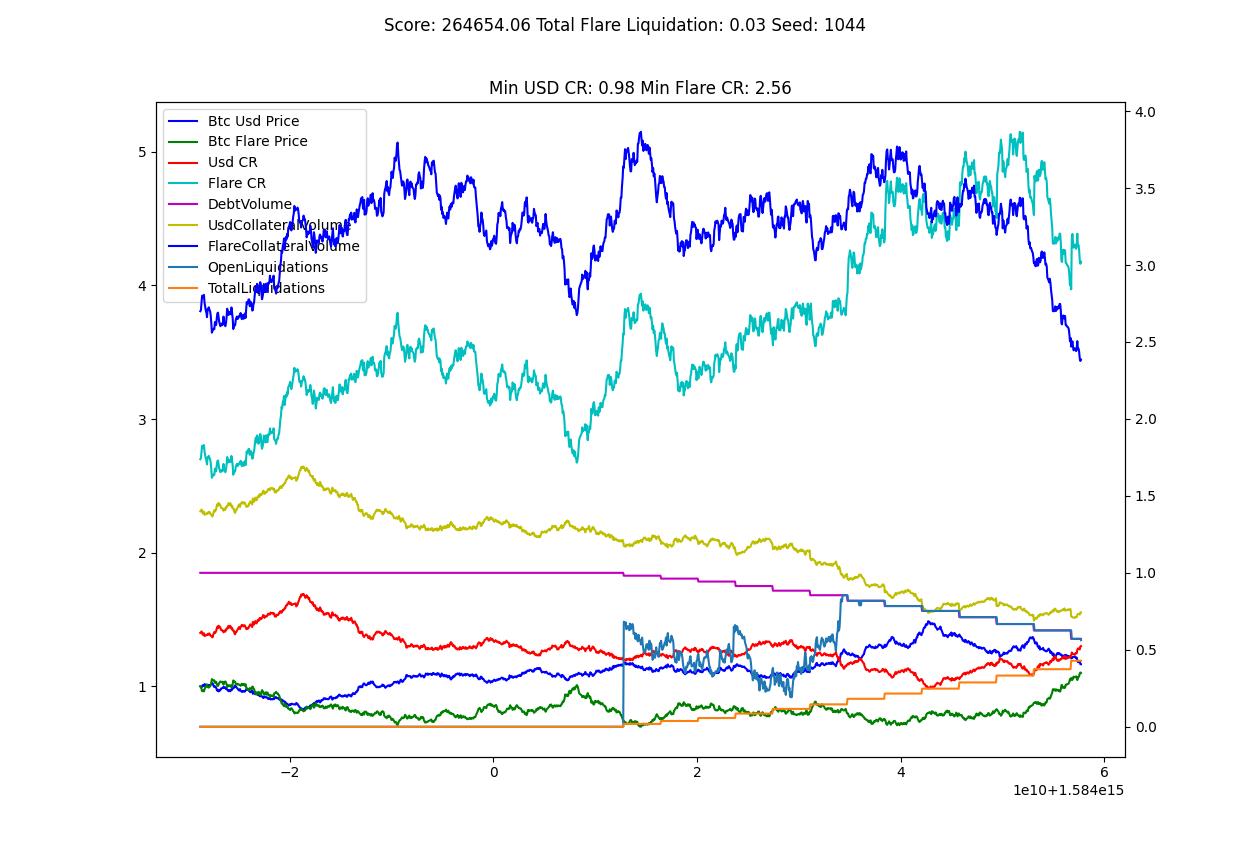 Score: 264654.06 Total Flare Liquidation: 0.03 Seed: 1044
Min USD CR: 0.98 Min Flare CR: 2.56
Btc Usd Price
Btc Flare Price
Usd CR
Flare CR
DebtVolume
UsdCollateralVolume
FlareCollateralVolume
OpenLiquidations
TotalLiquidations
5
4
3
2
1
4.0
3.5
3.0
2.5
2.0
1.5
1.0
0.5
0.0
−2 0 2 4 6
1e10+1.584e15